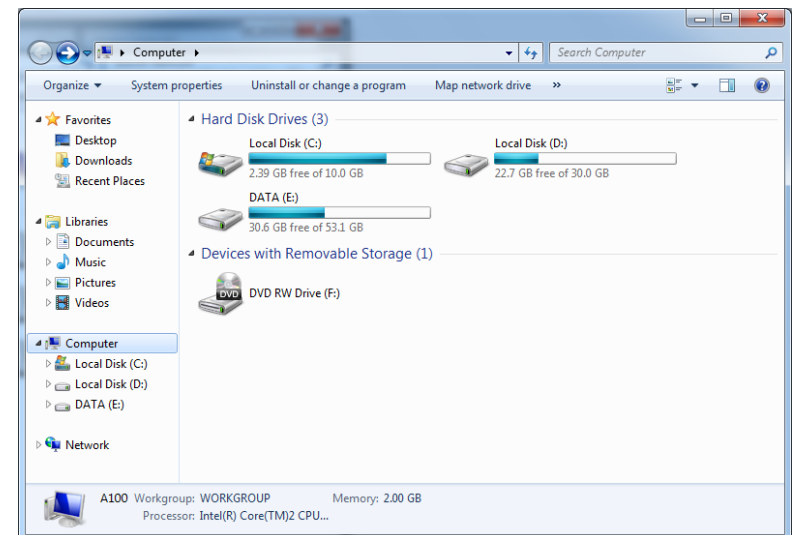 Computer
Search Computer
Organize System properties Uninstall or change a program Map network drive »
Favorites
Desktop
Downloads
Recent Places
Libraries
Documents
Music
Pictures
Videos
Computer
Local Disk (C:)
Local Disk (D:)
DATA (E:)
Network
Hard Disk Drives (3)
Local Disk (C:)
2.39 GB free of 10.0 GB
Local Disk (D:)
22.7 GB free of 30.0 GB
DATA (E:)
30.6 GB free of 53.1 GB
Devices with Removable Storage (1)
DVD
DVD RW Drive (F:)
A100 Workgroup: WORKGROUP Memory: 2.00 GB
Processor: Intel(R) Core(TM)2 CPU...